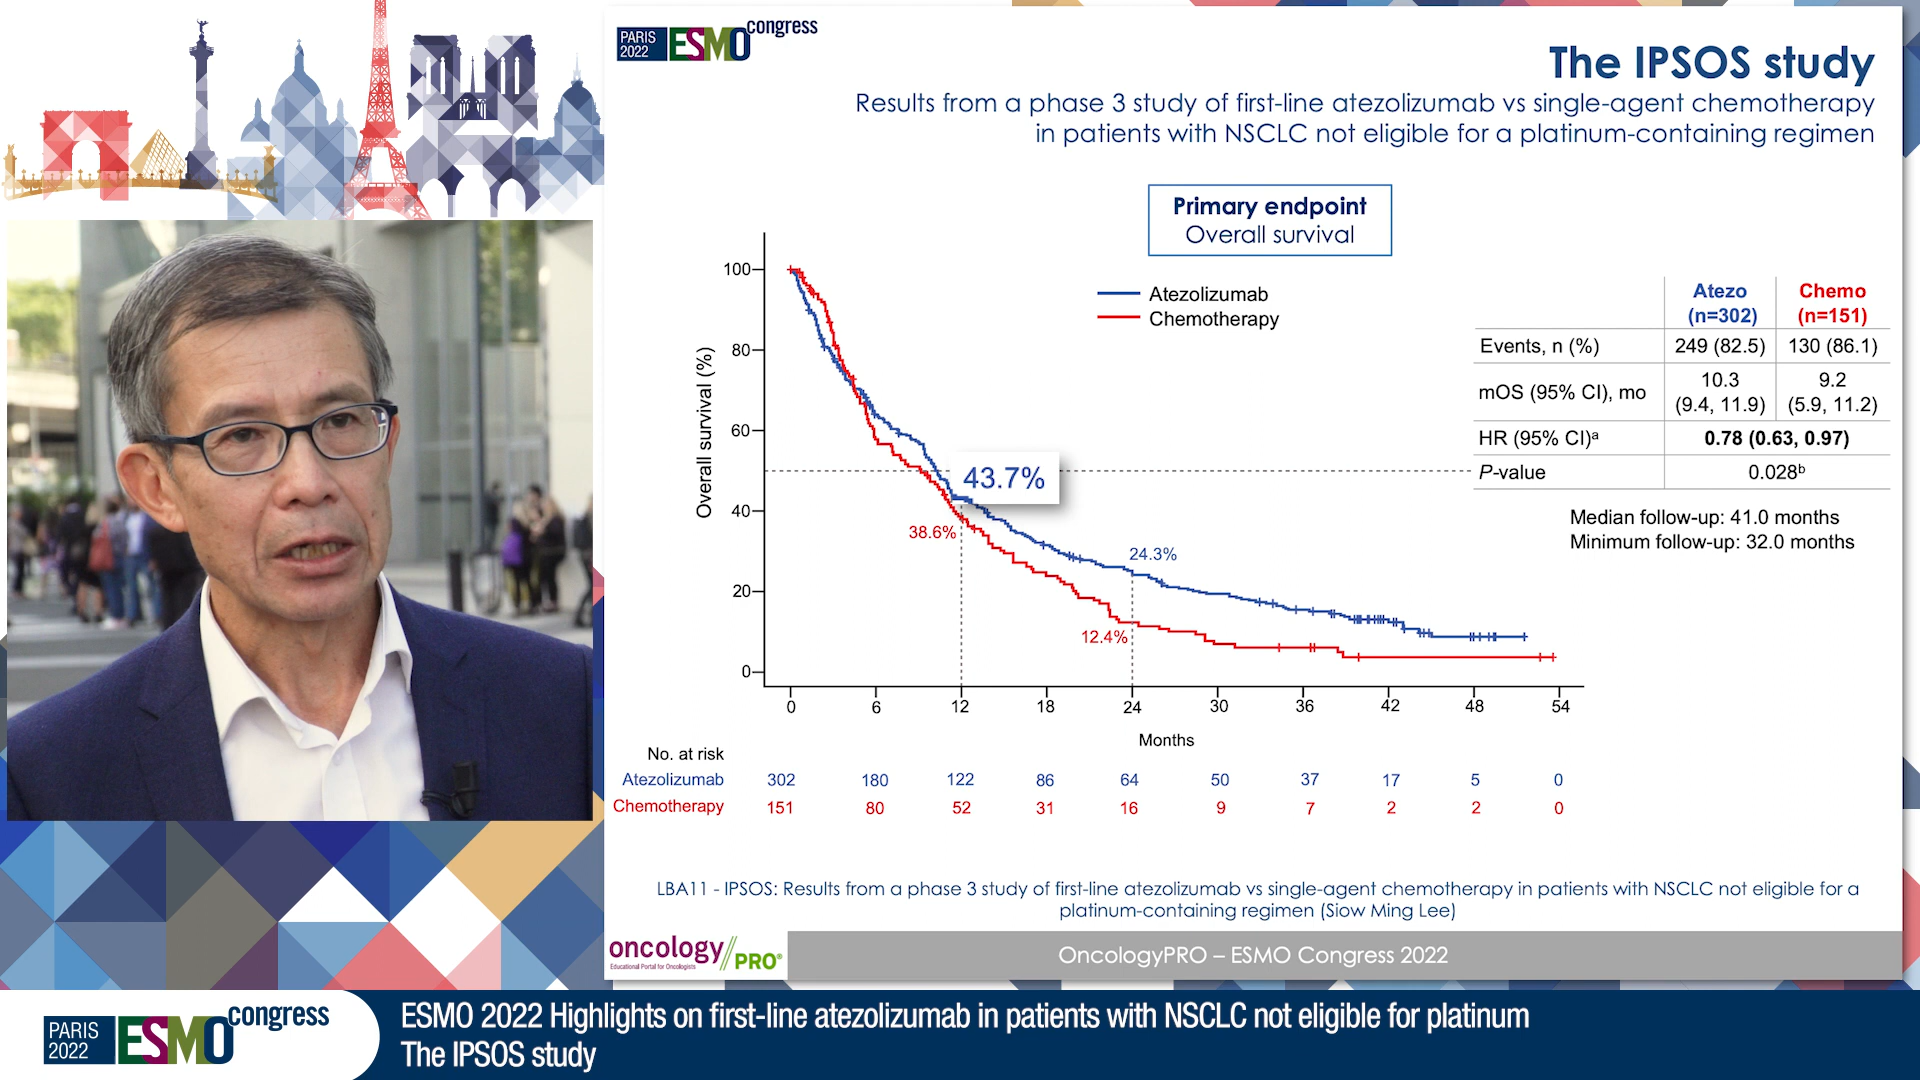 PARIS
2022
ESMO
congress
The IPSOS study
Results from a phase 3 study of first-line atezolizumab vs single-agent chemotherapy
in patients with NSCLC not eligible for a platinum-containing regimen
Primary endpoint
Overall survival
Overall survival (%)
100
80
60
40
20
0
Atezolizumab
Chemotherapy
43.7%
38.6%
24.3%
12.4%
0 6 12 18 24 30 36 42 48 54
Months
Atezo Chemo
(n=302) (n=151)
Events, n (%) 249 (82.5) 130 (86.1)
mOS (95% CI), mo 10.3 (9.4, 11.9) 9.2 (5.9, 11.2)
HR (95% CI)ᵃ 0.78 (0.63, 0.97)
P-value 0.028ᵇ
Median follow-up: 41.0 months
Minimum follow-up: 32.0 months
No. at risk
Atezolizumab 302 180 122 86 64 50 37 17 5 0
Chemotherapy 151 80 52 31 16 9 7 2 2 0
LBA11 - IPSOS: Results from a phase 3 study of first-line atezolizumab vs single-agent chemotherapy in patients with NSCLC not eligible for a
platinum-containing regimen (Siow Ming Lee)
oncology//PRO®
Educational Portal for Oncologists
OncologyPRO – ESMO Congress 2022
PARIS
2022
ESMO
congress
ESMO 2022 Highlights on first-line atezolizumab in patients with NSCLC not eligible for platinum
The IPSOS study